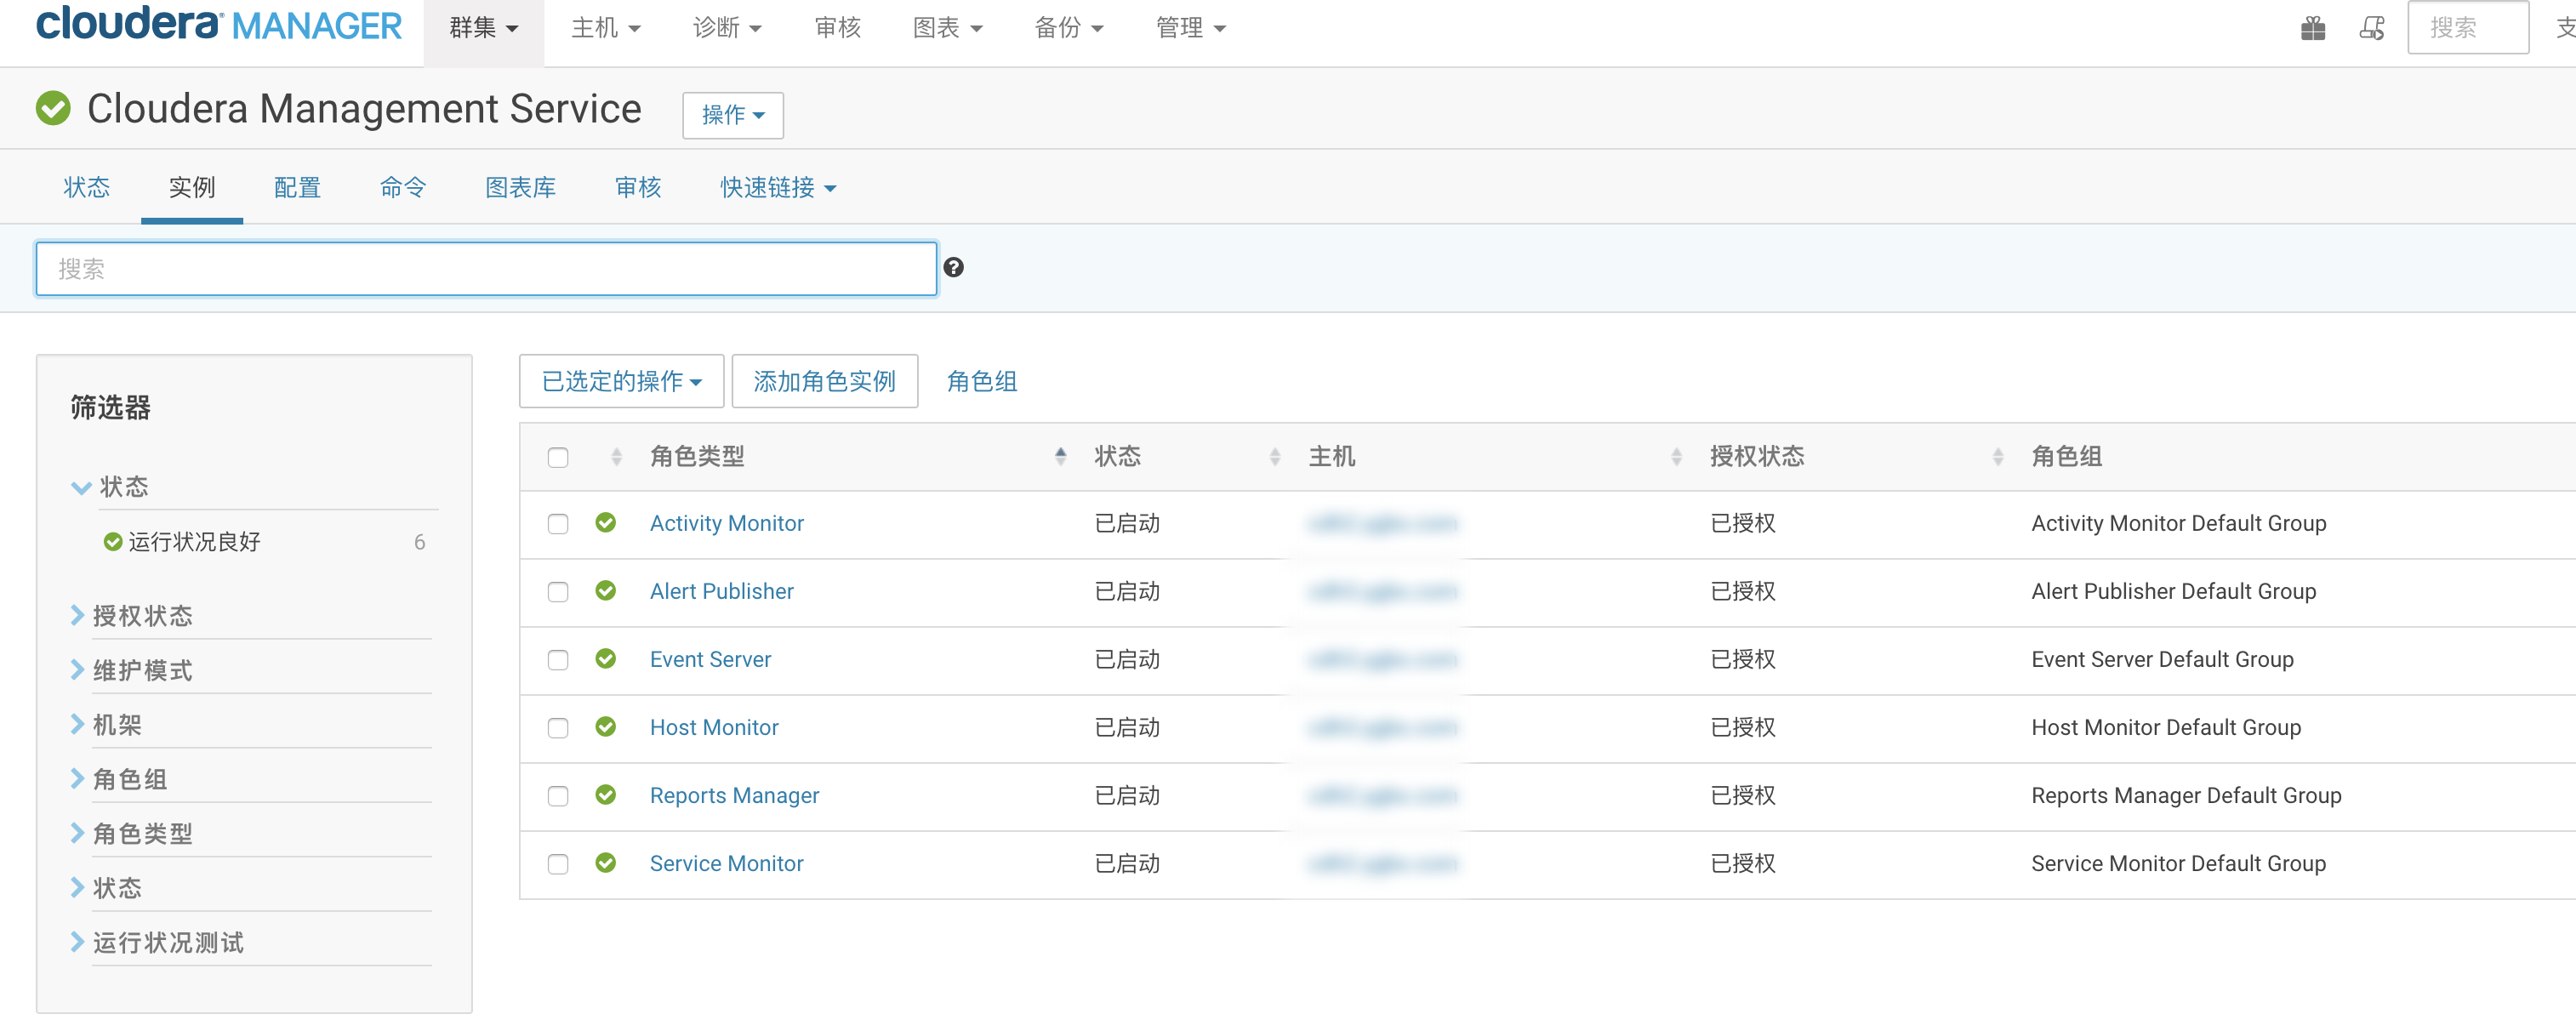 cloudera MANAGER 群集 主机 诊断 审核 图表 备份 管理 搜索
Cloudera Management Service 操作
状态 实例 配置 命令 图表库 审核 快速链接
搜索
筛选器
状态
运行状况良好 6
授权状态
维护模式
机架
角色组
角色类型
状态
运行状况测试
已选定的操作 添加角色实例 角色组
角色类型 状态 主机 授权状态 角色组
Activity Monitor 已启动 已授权 Activity Monitor Default Group
Alert Publisher 已启动 已授权 Alert Publisher Default Group
Event Server 已启动 已授权 Event Server Default Group
Host Monitor 已启动 已授权 Host Monitor Default Group
Reports Manager 已启动 已授权 Reports Manager Default Group
Service Monitor 已启动 已授权 Service Monitor Default Group